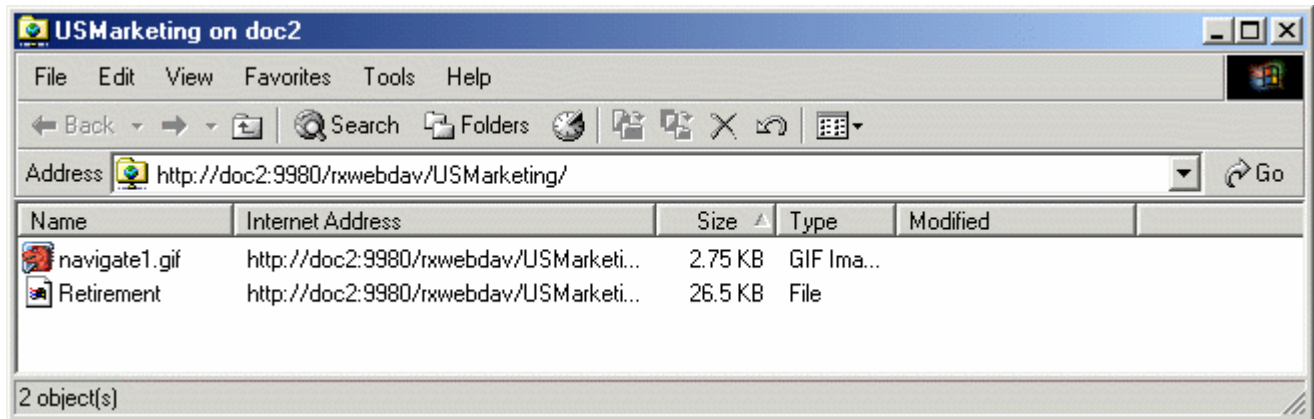 USMarketing on doc2
File Edit View Favorites Tools Help
Back Search Folders
Address http://doc2:9980/rxwebdav/USMarketing/ Go
Name Internet Address Size Type Modified
navigate1.gif http://doc2:9980/rxwebdav/USMarketi... 2.75 KB GIF Ima...
Retirement http://doc2:9980/rxwebdav/USMarketi... 26.5 KB File
2 object(s)